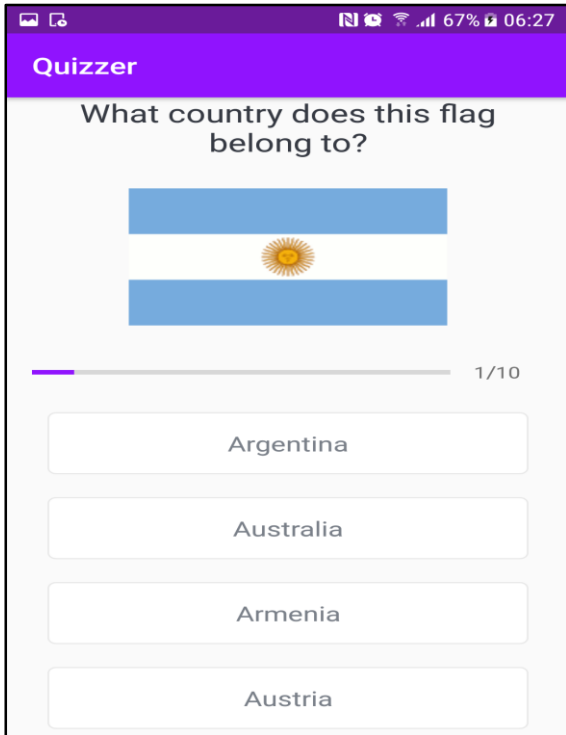 67% 06:27
Quizzer
What country does this flag
belong to?
1/10
Argentina
Australia
Armenia
Austria